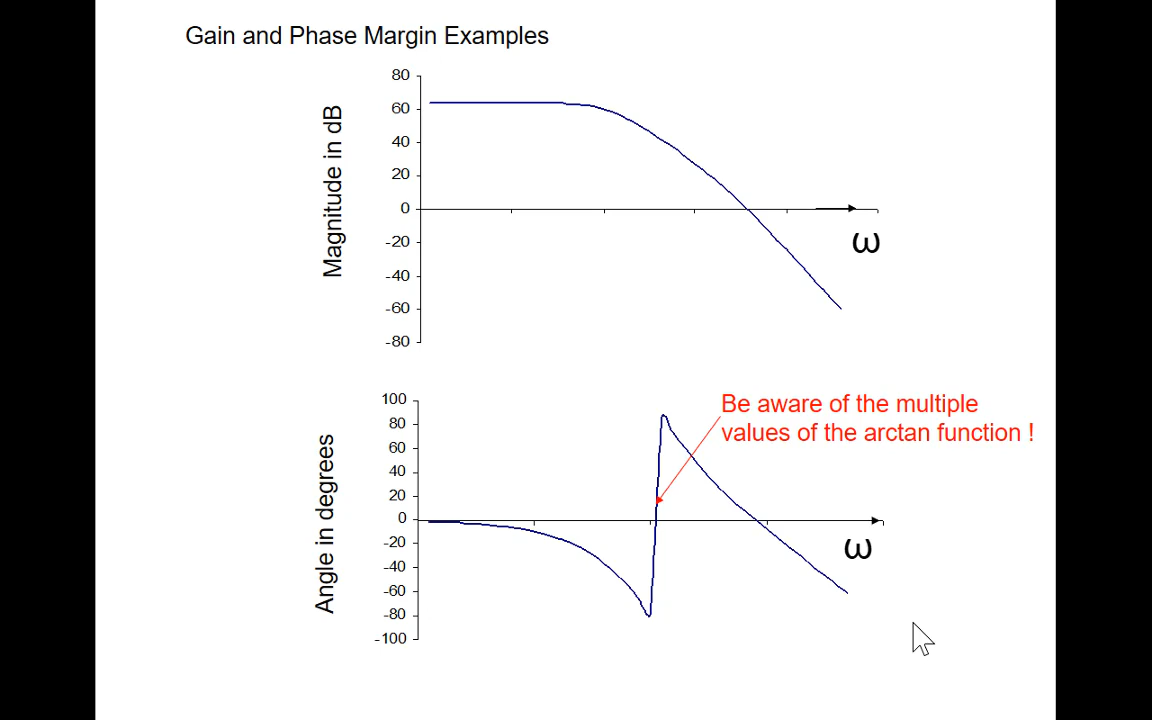 Gain and Phase Margin Examples
Magnitude in dB
80
60
40
20
0
-20
-40
-60
-80
ω
Angle in degrees
100
80
60
40
20
0
-20
-40
-60
-80
-100
Be aware of the multiple
values of the arctan function !
ω